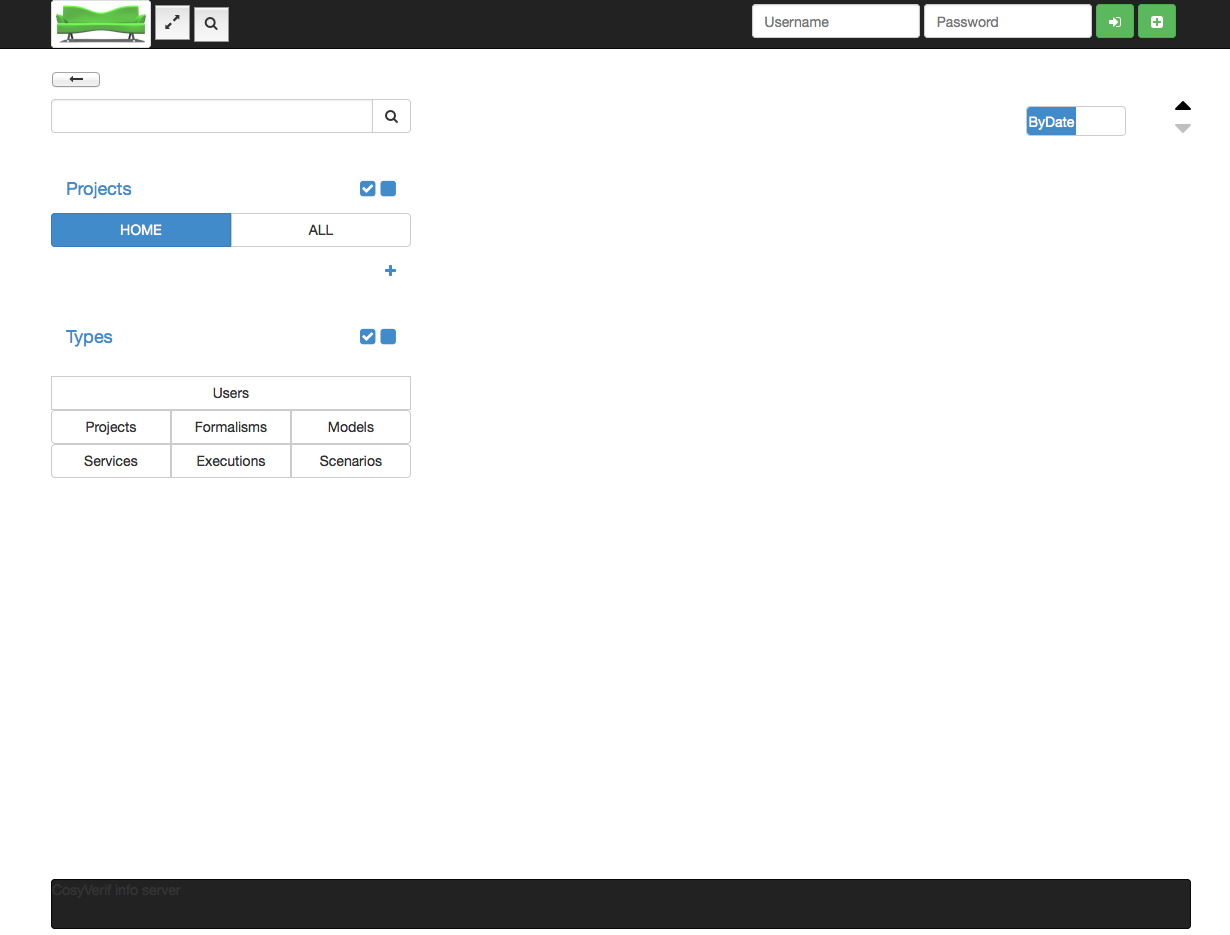 Username
Password
ByDate
Projects
HOME
ALL
Types
Users
Projects
Formalisms
Models
Services
Executions
Scenarios
CosyVerif info server